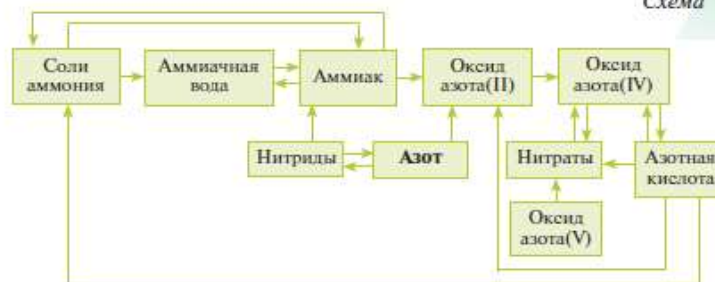 Схема
Соли
аммония
Аммиачная
вода
Аммиак
Оксид
азота(II)
Оксид
азота(IV)
Нитриды
Азот
Нитраты
Азотная
кислота
Оксид
азота(V)